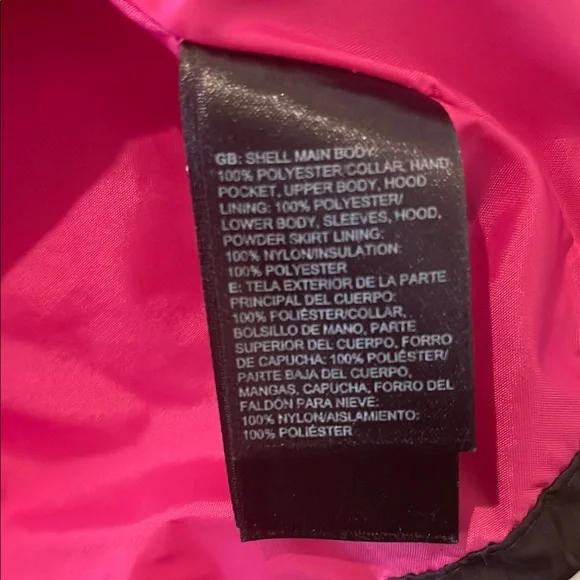 GB: SHELL MAIN BODY:
100% POLYESTER/COLLAR, HAND
POCKET, UPPER BODY, HOOD
LINING: 100% POLYESTER/
LOWER BODY, SLEEVES, HOOD,
POWDER SKIRT LINING:
100% NYLON/INSULATION:
100% POLYESTER
E: TELA EXTERIOR DE LA PARTE
PRINCIPAL DEL CUERPO:
100% POLIÉSTER/COLLAR,
BOLSILLO DE MANO, PARTE
SUPERIOR DEL CUERPO, FORRO
DE CAPUCHA: 100% POLIÉSTER/
PARTE BAJA DEL CUERPO,
MANGAS, CAPUCHA, FORRO DEL
FALDÓN PARA NIEVE:
100% NYLON/AISLAMIENTO:
100% POLIÉSTER